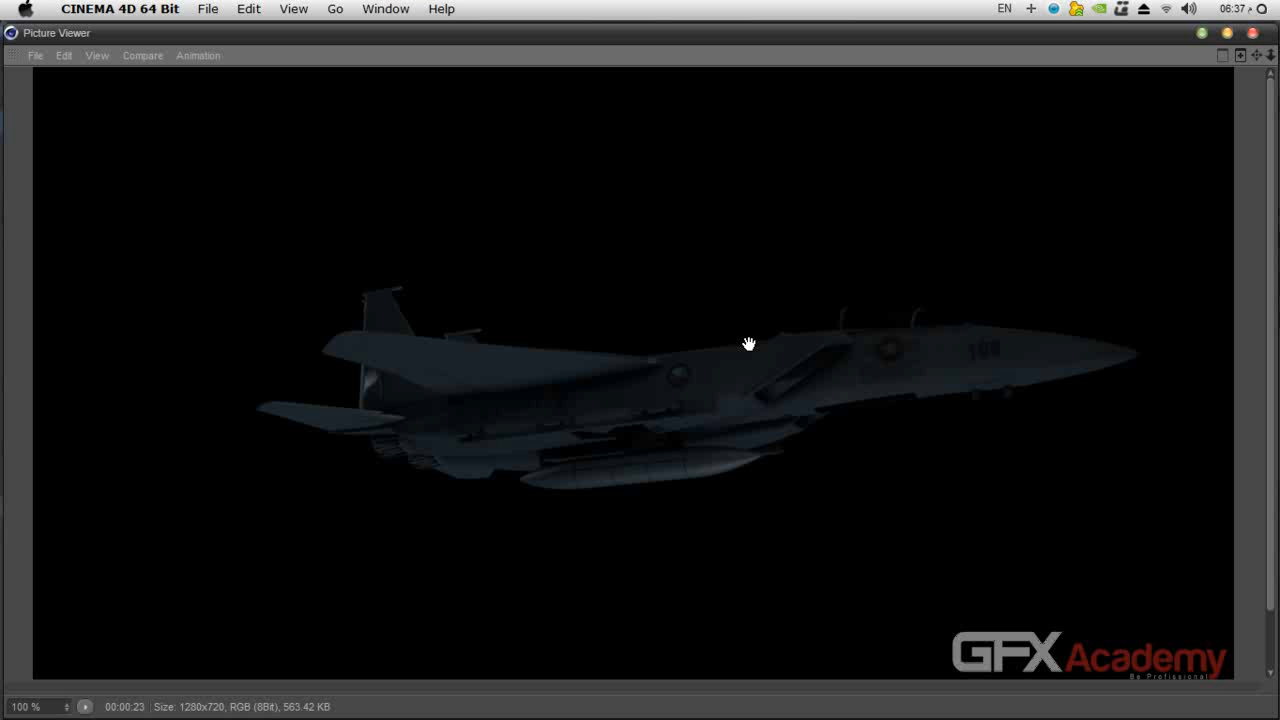 CINEMA 4D 64 Bit File Edit View Go Window Help EN 06:37 م
Picture Viewer
File Edit View Compare Animation
GFX Academy
Be Profissional
100 % 00:00:23 Size: 1280x720, RGB (8Bit), 563.42 KB